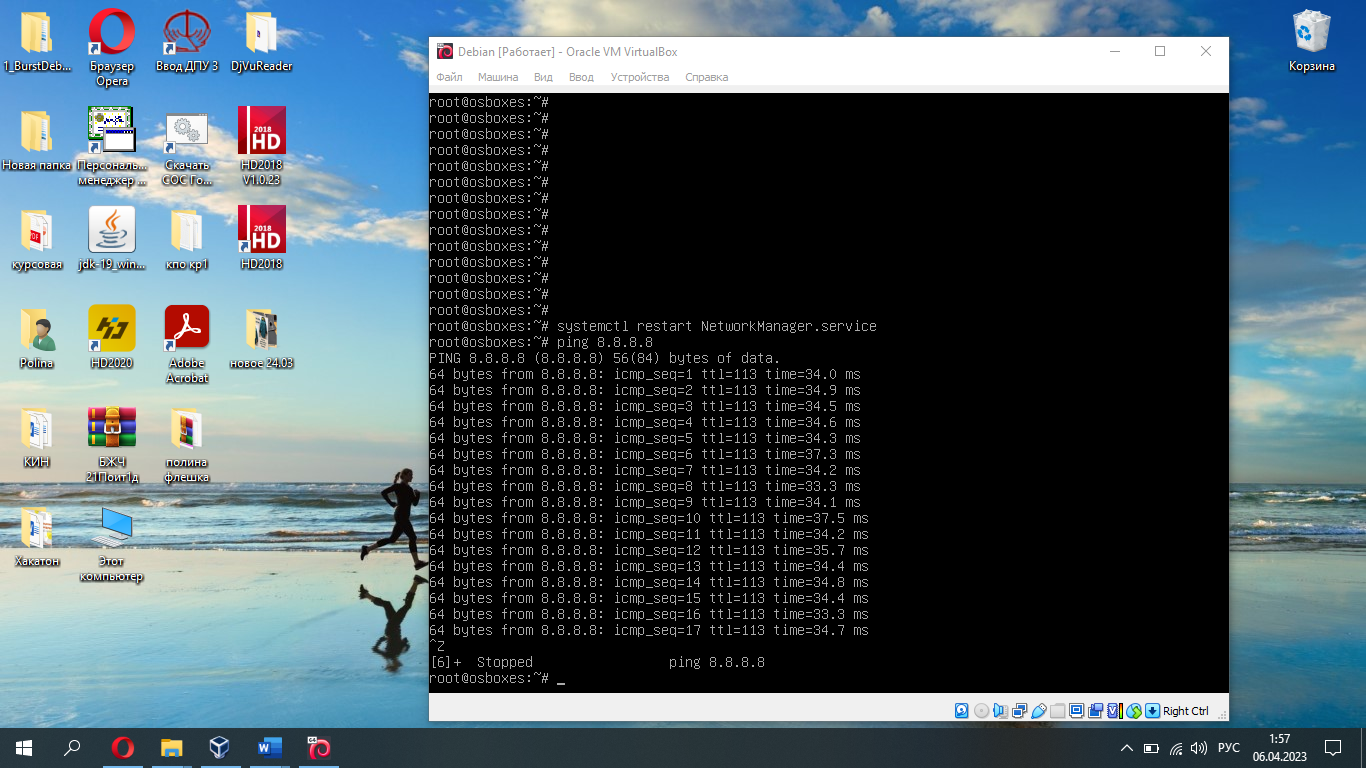 1_BurstDeb...
Браузер
Opera
Ввод ДПУ 3
DjVuReader
Новая папка
Персональ...
менеджер ...
Скачать
СОС Го...
2018
HD
HD2018
V1.0.23
курсовая
jdk-19_win...
кпо кр1
2018
HD
HD2018
Polina
HD2020
Adobe
Acrobat
новое 24.03
КИН
БЖЧ
21Поит1д
полина
флешка
Хакатон
Этот
компьютер
Корзина
Debian [Работает] - Oracle VM VirtualBox
Файл Машина Вид Ввод Устройства Справка
root@osboxes:~#
root@osboxes:~#
root@osboxes:~#
root@osboxes:~#
root@osboxes:~#
root@osboxes:~#
root@osboxes:~#
root@osboxes:~#
root@osboxes:~#
root@osboxes:~#
root@osboxes:~#
root@osboxes:~#
root@osboxes:~#
root@osboxes:~#
root@osboxes:~# systemctl restart NetworkManager.service
root@osboxes:~# ping 8.8.8.8
PING 8.8.8.8 (8.8.8.8) 56(84) bytes of data.
64 bytes from 8.8.8.8: icmp_seq=1 ttl=113 time=34.0 ms
64 bytes from 8.8.8.8: icmp_seq=2 ttl=113 time=34.9 ms
64 bytes from 8.8.8.8: icmp_seq=3 ttl=113 time=34.5 ms
64 bytes from 8.8.8.8: icmp_seq=4 ttl=113 time=34.6 ms
64 bytes from 8.8.8.8: icmp_seq=5 ttl=113 time=34.3 ms
64 bytes from 8.8.8.8: icmp_seq=6 ttl=113 time=37.3 ms
64 bytes from 8.8.8.8: icmp_seq=7 ttl=113 time=34.2 ms
64 bytes from 8.8.8.8: icmp_seq=8 ttl=113 time=33.3 ms
64 bytes from 8.8.8.8: icmp_seq=9 ttl=113 time=34.1 ms
64 bytes from 8.8.8.8: icmp_seq=10 ttl=113 time=37.5 ms
64 bytes from 8.8.8.8: icmp_seq=11 ttl=113 time=34.2 ms
64 bytes from 8.8.8.8: icmp_seq=12 ttl=113 time=35.7 ms
64 bytes from 8.8.8.8: icmp_seq=13 ttl=113 time=34.4 ms
64 bytes from 8.8.8.8: icmp_seq=14 ttl=113 time=34.8 ms
64 bytes from 8.8.8.8: icmp_seq=15 ttl=113 time=34.4 ms
64 bytes from 8.8.8.8: icmp_seq=16 ttl=113 time=33.3 ms
64 bytes from 8.8.8.8: icmp_seq=17 ttl=113 time=34.7 ms
^Z
[6]+ Stopped ping 8.8.8.8
root@osboxes:~# _
Right Ctrl
РУС
1:57
06.04.2023